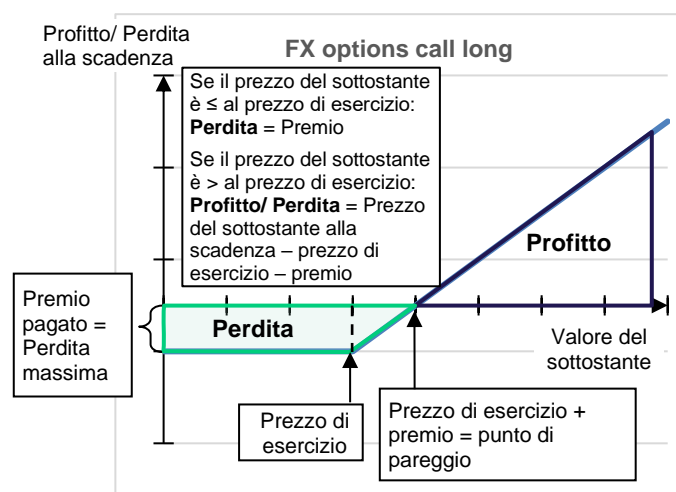 Profitto/ Perdita
alla scadenza
FX options call long
Se il prezzo del sottostante
è ≤ al prezzo di esercizio:
Perdita = Premio
Se il prezzo del sottostante
è > al prezzo di esercizio:
Profitto/ Perdita = Prezzo
del sottostante alla
scadenza – prezzo di
esercizio – premio
Profitto
Premio
pagato =
Perdita
massima
Perdita
Valore del
sottostante
Prezzo di
esercizio
Prezzo di esercizio +
premio = punto di
pareggio